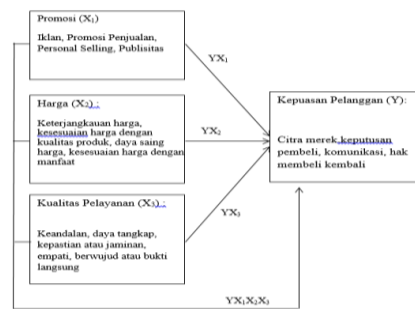 Promosi (X₁)
Iklan, Promosi Penjualan,
Personal Selling, Publisitas
YX₁
Harga (X₂) :
Keterjangkauan harga,
kesesuaian harga dengan
kualitas produk, daya saing
harga, kesesuaian harga dengan
manfaat
YX₂
Kepuasan Pelanggan (Y):
Citra merek,keputusan
pembeli, komunikasi, hak
membeli kembali
Kualitas Pelayanan (X₃) :
Keandalan, daya tangkap,
kepastian atau jaminan,
empati, berwujud atau bukti
langsung
YX₃
YX₁X₂X₃